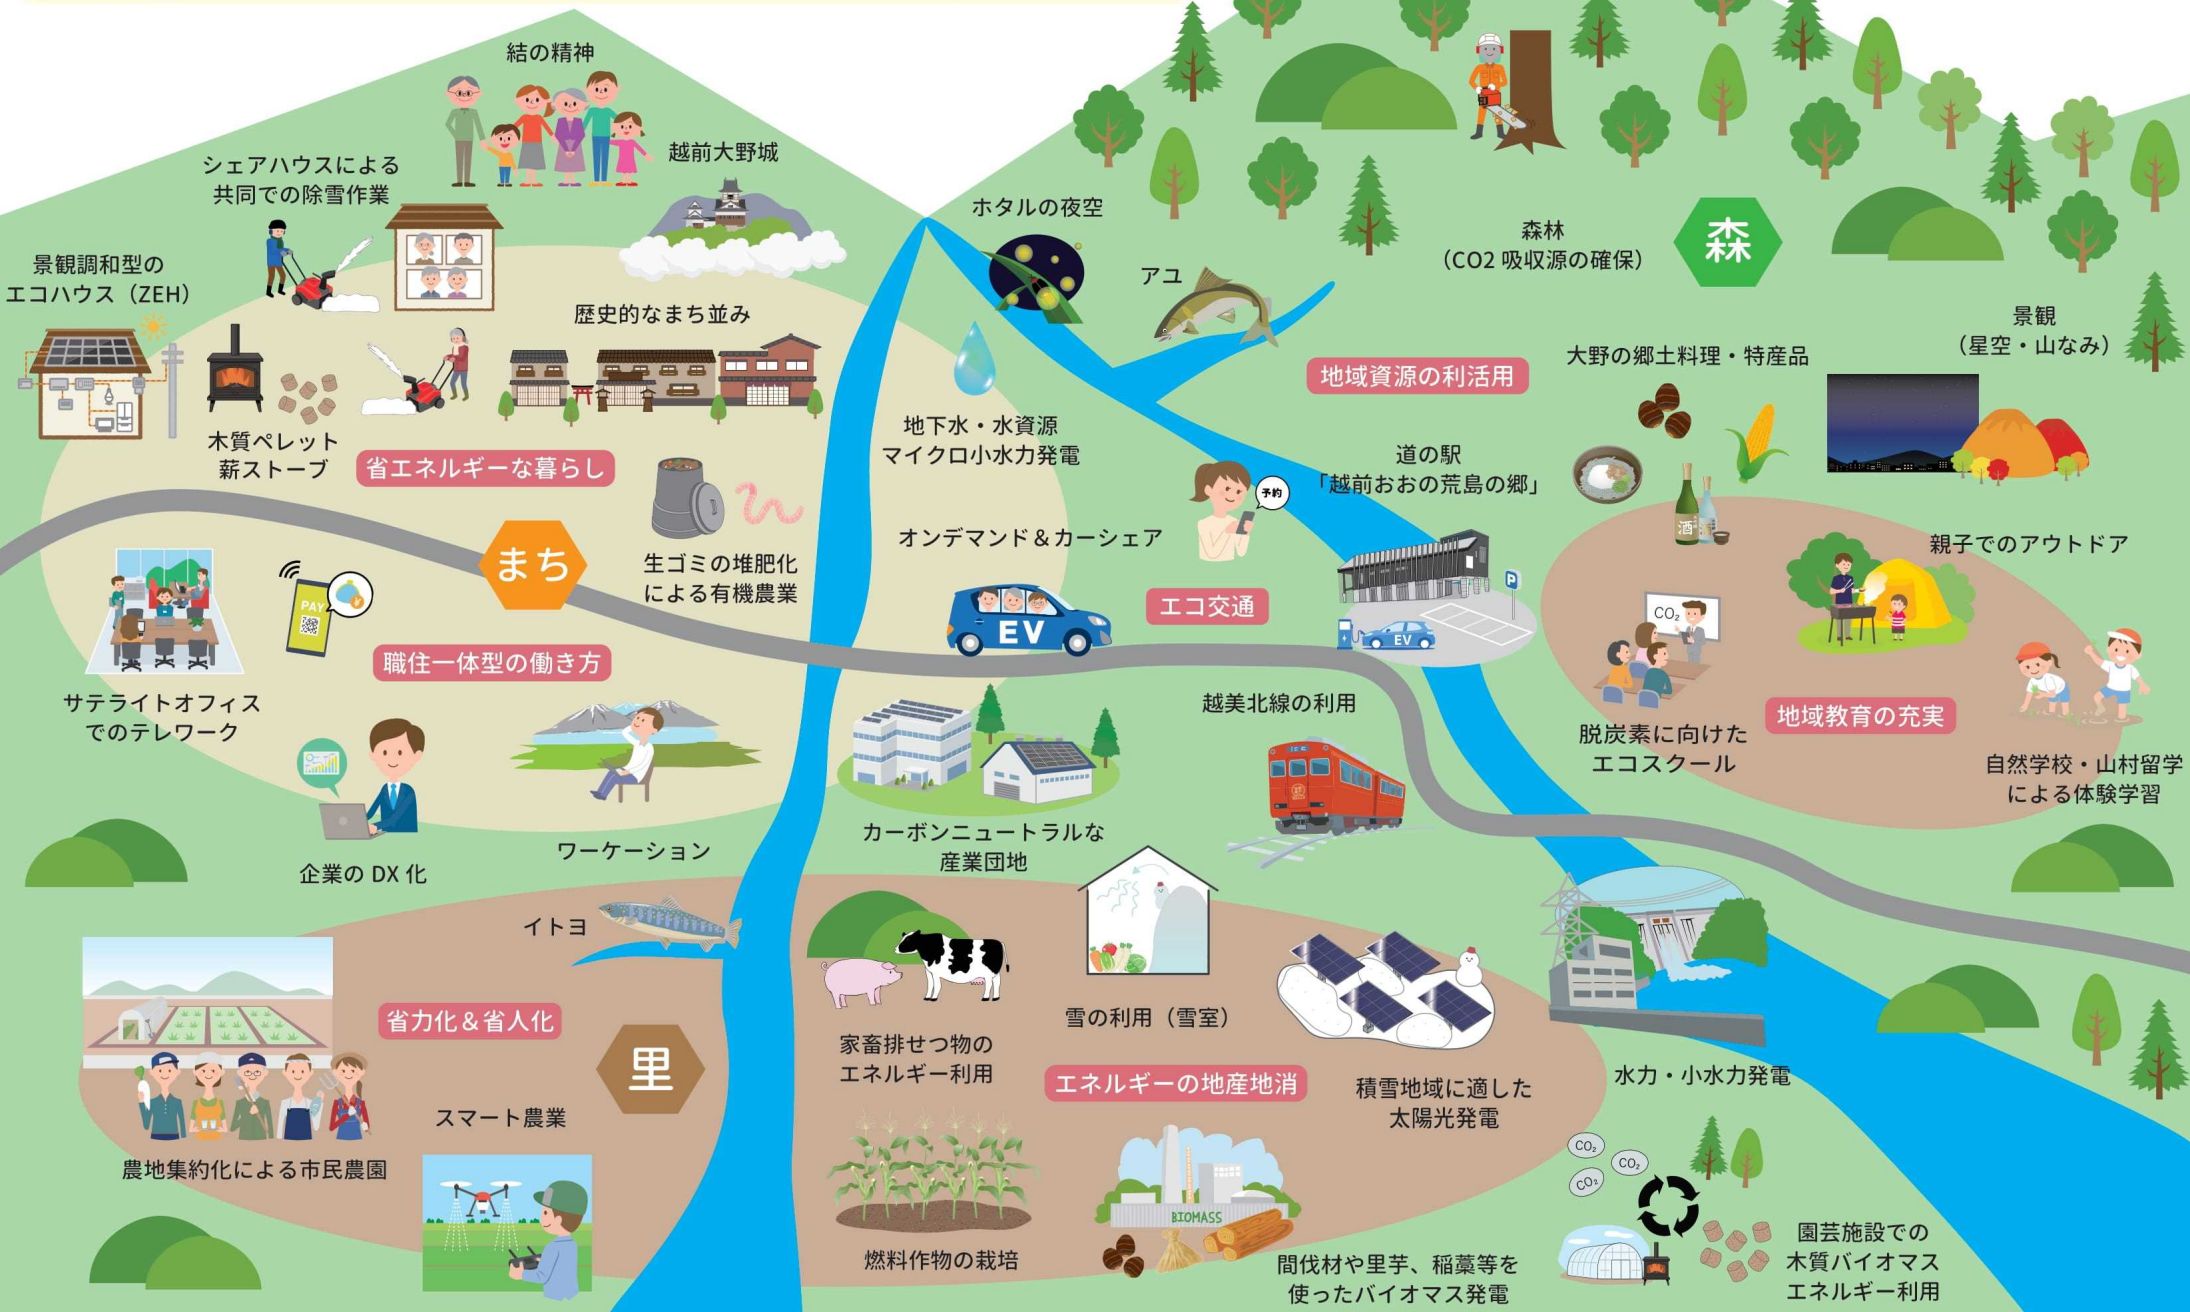 結の精神
シェアハウスによる
共同での除雪作業
越前大野城
景観調和型の
エコハウス（ZEH）
歴史的なまち並み
木質ペレット
薪ストーブ
省エネルギーな暮らし
生ゴミの堆肥化
による有機農業
まち
PAY
職住一体型の働き方
サテライトオフィス
でのテレワーク
企業の DX 化
ワーケーション
ホタルの夜空
アユ
森林
（CO2 吸収源の確保）
森
地域資源の利活用
大野の郷土料理・特産品
酒
景観
（星空・山なみ）
地下水・水資源
マイクロ小水力発電
道の駅
「越前おおの荒島の郷」
予約
オンデマンド＆カーシェア
EV
エコ交通
P
EV
越美北線の利用
親子でのアウトドア
CO₂
脱炭素に向けた
エコスクール
地域教育の充実
自然学校・山村留学
による体験学習
カーボンニュートラルな
産業団地
イトヨ
省力化＆省人化
里
スマート農業
農地集約化による市民農園
家畜排せつ物の
エネルギー利用
雪の利用（雪室）
エネルギーの地産地消
積雪地域に適した
太陽光発電
水力・小水力発電
燃料作物の栽培
BIOMASS
間伐材や里芋、稲藁等を
使ったバイオマス発電
CO₂
CO₂
CO₂
園芸施設での
木質バイオマス
エネルギー利用